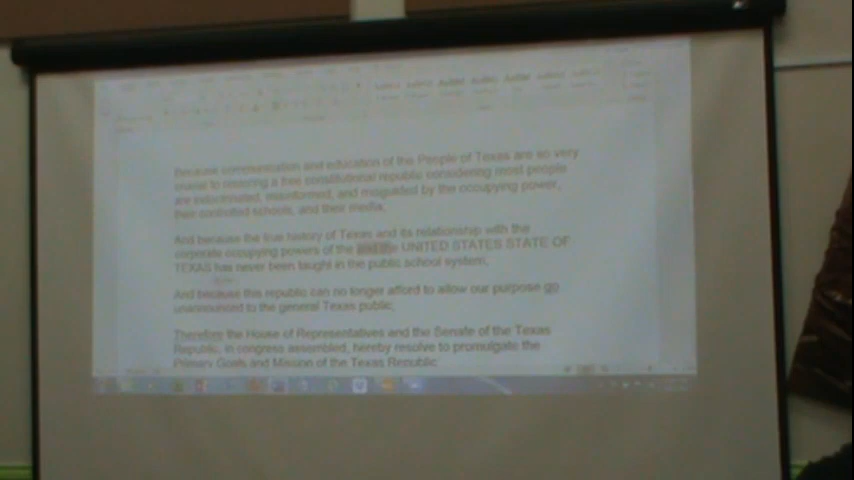 Because communication and education of the People of Texas are so very
crucial to restoring a free constitutional republic considering most people
are indoctrinated, misinformed, and misguided by the occupying power,
their controlled schools, and their media,
And because the true history of Texas and its relationship with the
corporate occupying powers of the and the UNITED STATES STATE OF
TEXAS has never been taught in the public school system,
And because this republic can no longer afford to allow our purpose go
unannounced to the general Texas public,
Therefore the House of Representatives and the Senate of the Texas
Republic, in congress assembled, hereby resolve to promulgate the
Primary Goals and Mission of the Texas Republic